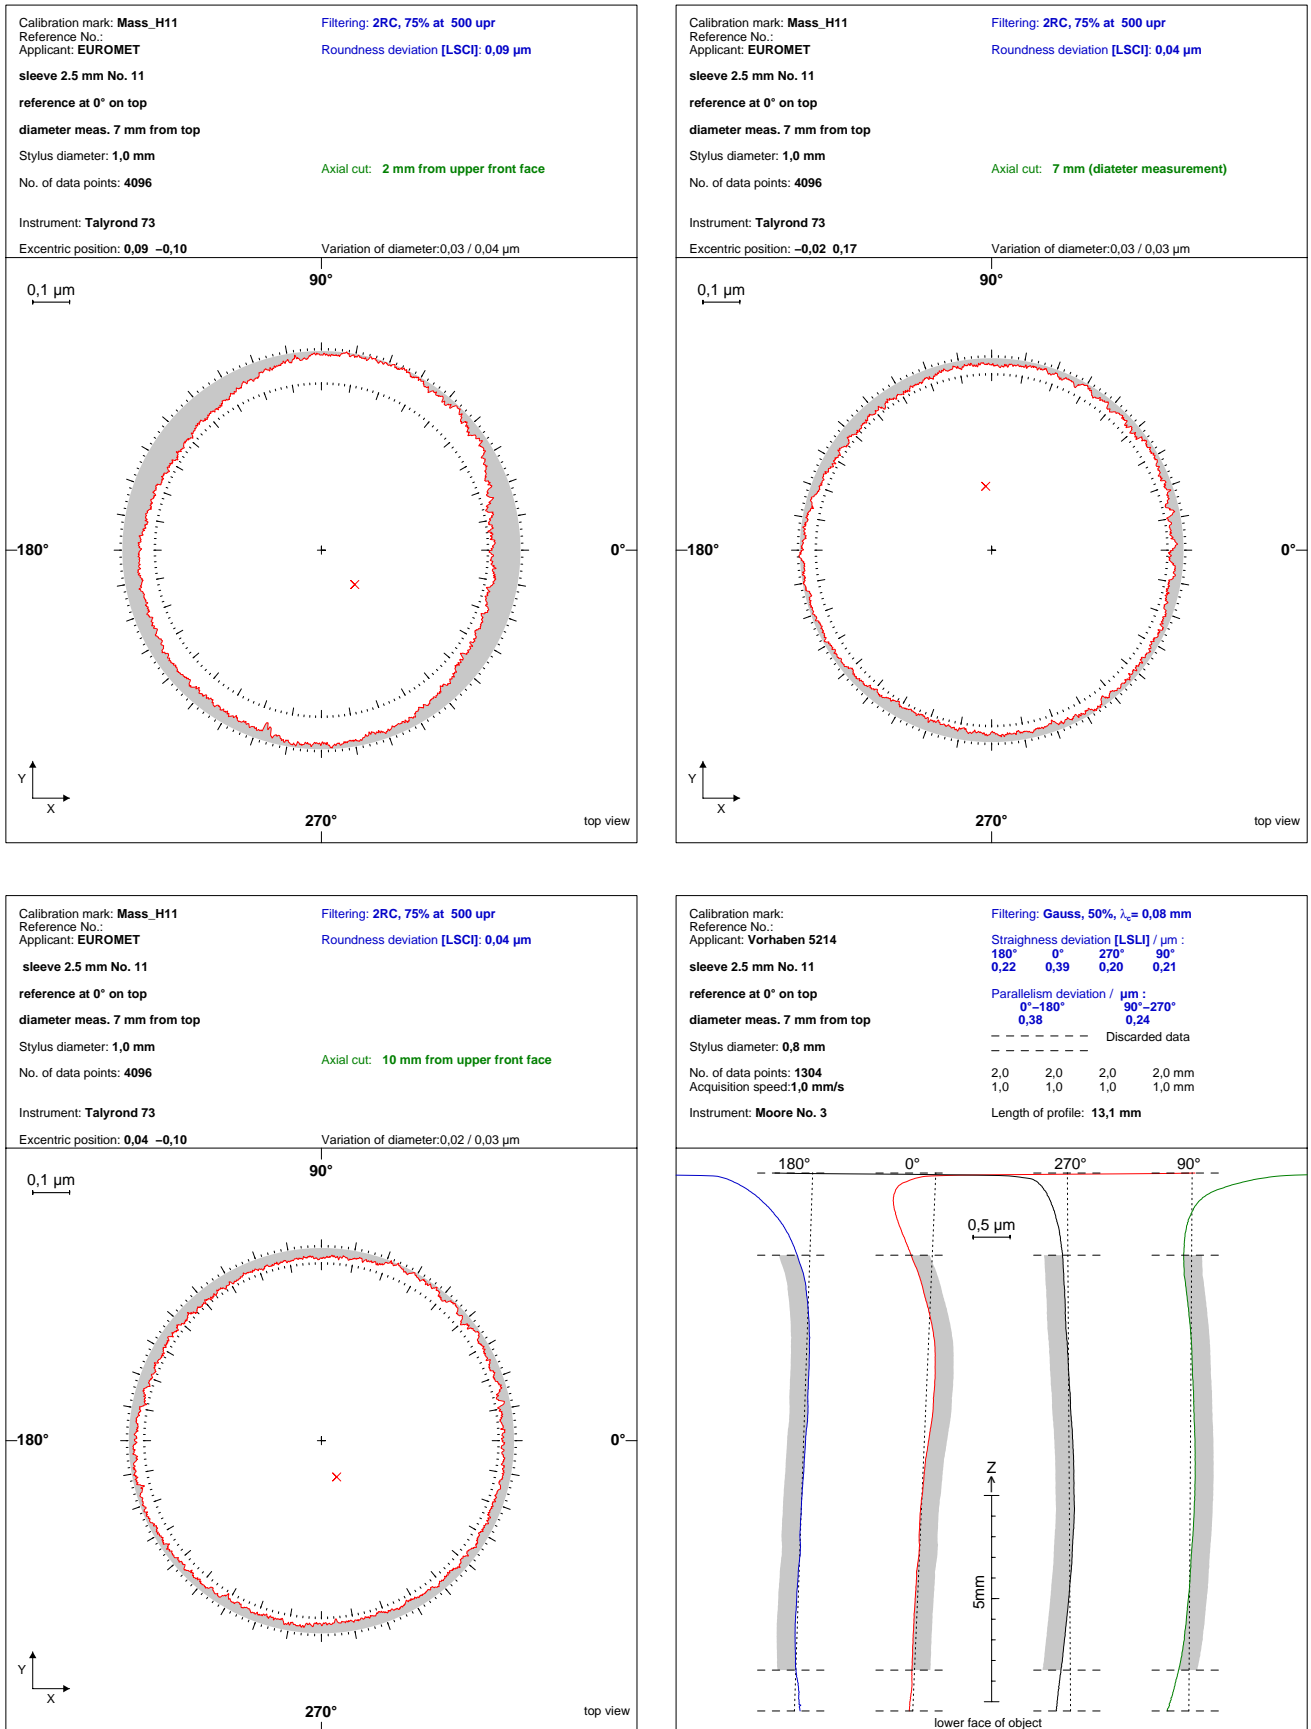 Calibration mark: Mass_H11 Filtering: 2RC, 75% at 500 upr
Reference No.:
Applicant: EUROMET Roundness deviation [LSCI]: 0,09 µm
sleeve 2.5 mm No. 11
reference at 0° on top
diameter meas. 7 mm from top
Stylus diameter: 1,0 mm
Axial cut: 2 mm from upper front face
No. of data points: 4096
Instrument: Talyrond 73
Excentric position: 0,09 −0,10 Variation of diameter:0,03 / 0,04 µm
90°
0,1 µm
180° 0°
Y
X
270° top view
Calibration mark: Mass_H11 Filtering: 2RC, 75% at 500 upr
Reference No.:
Applicant: EUROMET Roundness deviation [LSCI]: 0,04 µm
sleeve 2.5 mm No. 11
reference at 0° on top
diameter meas. 7 mm from top
Stylus diameter: 1,0 mm
Axial cut: 7 mm (diateter measurement)
No. of data points: 4096
Instrument: Talyrond 73
Excentric position: −0,02 0,17 Variation of diameter:0,03 / 0,03 µm
90°
0,1 µm
180° 0°
Y
X
270° top view
Calibration mark: Mass_H11 Filtering: 2RC, 75% at 500 upr
Reference No.:
Applicant: EUROMET Roundness deviation [LSCI]: 0,04 µm
sleeve 2.5 mm No. 11
reference at 0° on top
diameter meas. 7 mm from top
Stylus diameter: 1,0 mm
Axial cut: 10 mm from upper front face
No. of data points: 4096
Instrument: Talyrond 73
Excentric position: 0,04 −0,10 Variation of diameter:0,02 / 0,03 µm
90°
0,1 µm
180° 0°
Y
X
270° top view
Calibration mark: Filtering: Gauss, 50%, λc= 0,08 mm
Reference No.:
Applicant: Vorhaben 5214 Straighness deviation [LSLI] / µm :
180° 0° 270° 90°
sleeve 2.5 mm No. 11 0,22 0,39 0,20 0,21
reference at 0° on top Parallelism deviation / µm :
0°−180° 90°−270°
diameter meas. 7 mm from top 0,38 0,24
Discarded data
Stylus diameter: 0,8 mm
No. of data points: 1304 2,0 2,0 2,0 2,0 mm
Acquisition speed:1,0 mm/s 1,0 1,0 1,0 1,0 mm
Instrument: Moore No. 3 Length of profile: 13,1 mm
180° 0° 270° 90°
0,5 µm
Z
5mm
lower face of object